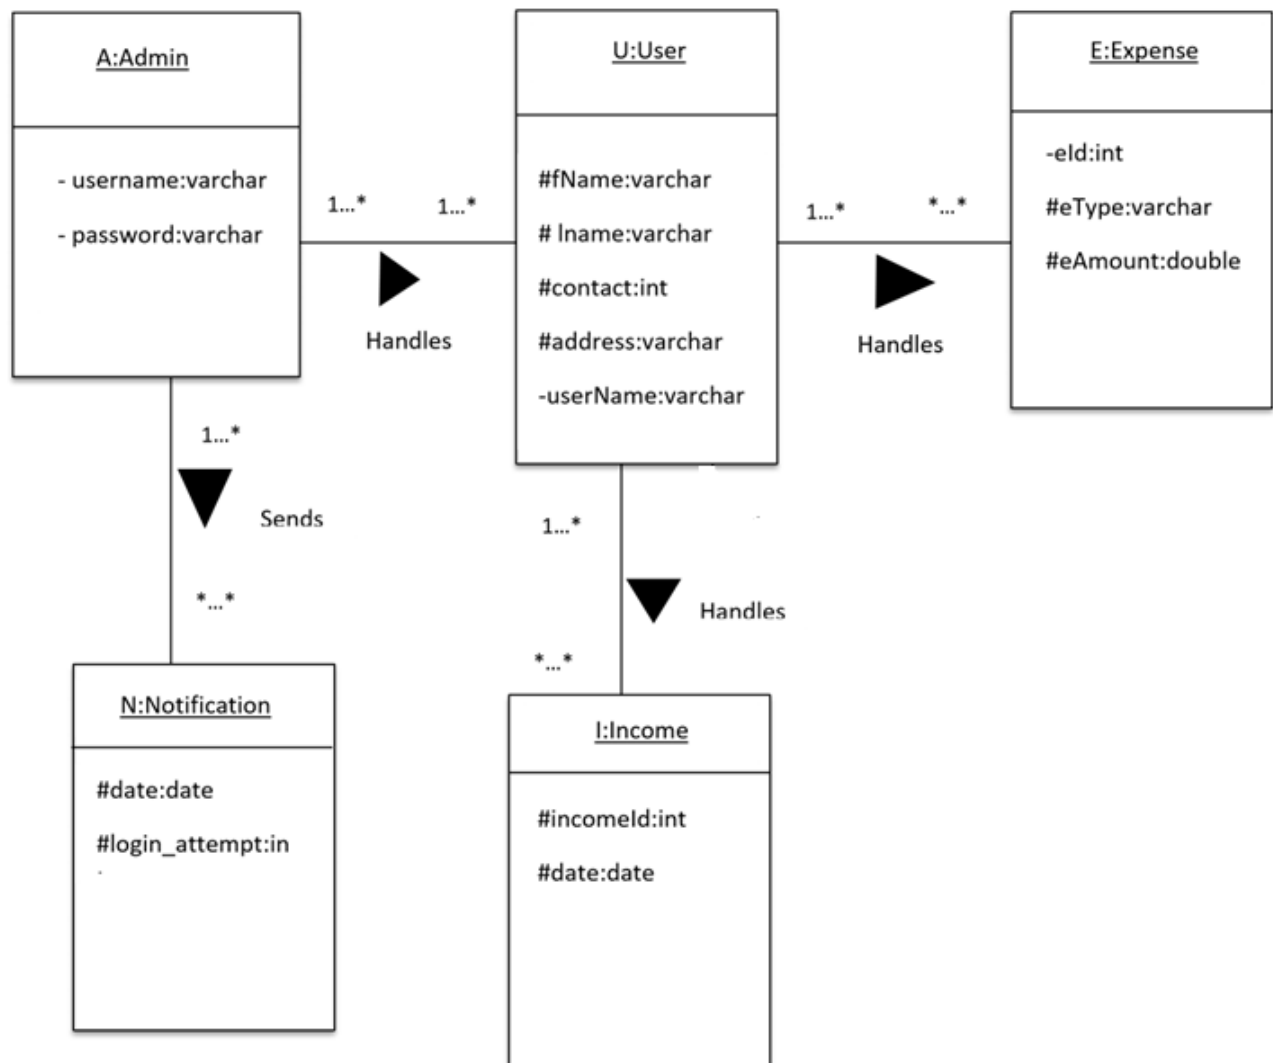 A:Admin
- username:varchar
- password:varchar
1...*
1...*
Handles
U:User
#fName:varchar
# lname:varchar
#contact:int
#address:varchar
-userName:varchar
1...*
*...*
Handles
E:Expense
-eId:int
#eType:varchar
#eAmount:double
1...*
Sends
*...*
1...*
Handles
*...*
N:Notification
#date:date
#login_attempt:in
I:Income
#incomeId:int
#date:date